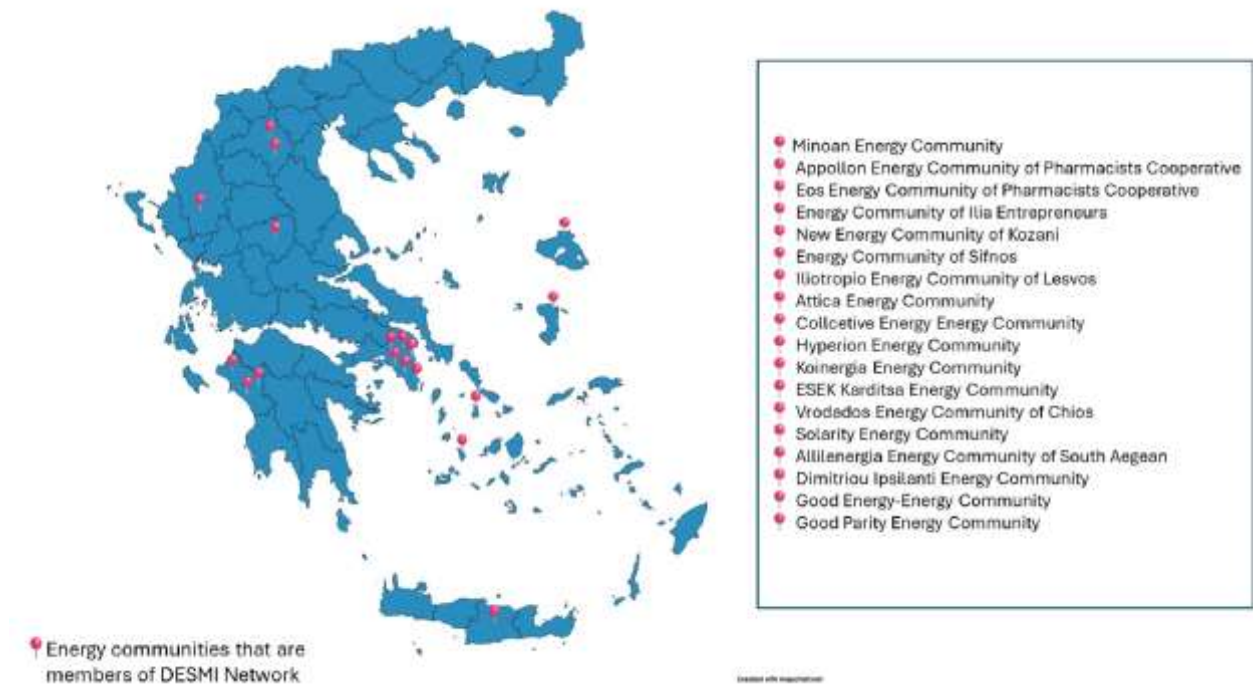 Minoan Energy Community
Appollon Energy Community of Pharmacists Cooperative
Eos Energy Community of Pharmacists Cooperative
Energy Community of Ilia Entrepreneurs
New Energy Community of Kozani
Energy Community of Sifnos
Iliotropio Energy Community of Lesvos
Attica Energy Community
Collcetive Energy Energy Community
Hyperion Energy Community
Koinergia Energy Community
ESEK Karditsa Energy Community
Vrodados Energy Community of Chios
Solarity Energy Community
Allilenergia Energy Community of South Aegean
Dimitriou Ipsilanti Energy Community
Good Energy-Energy Community
Good Parity Energy Community
Energy communities that are
members of DESMI Network
Created with mapchart.net